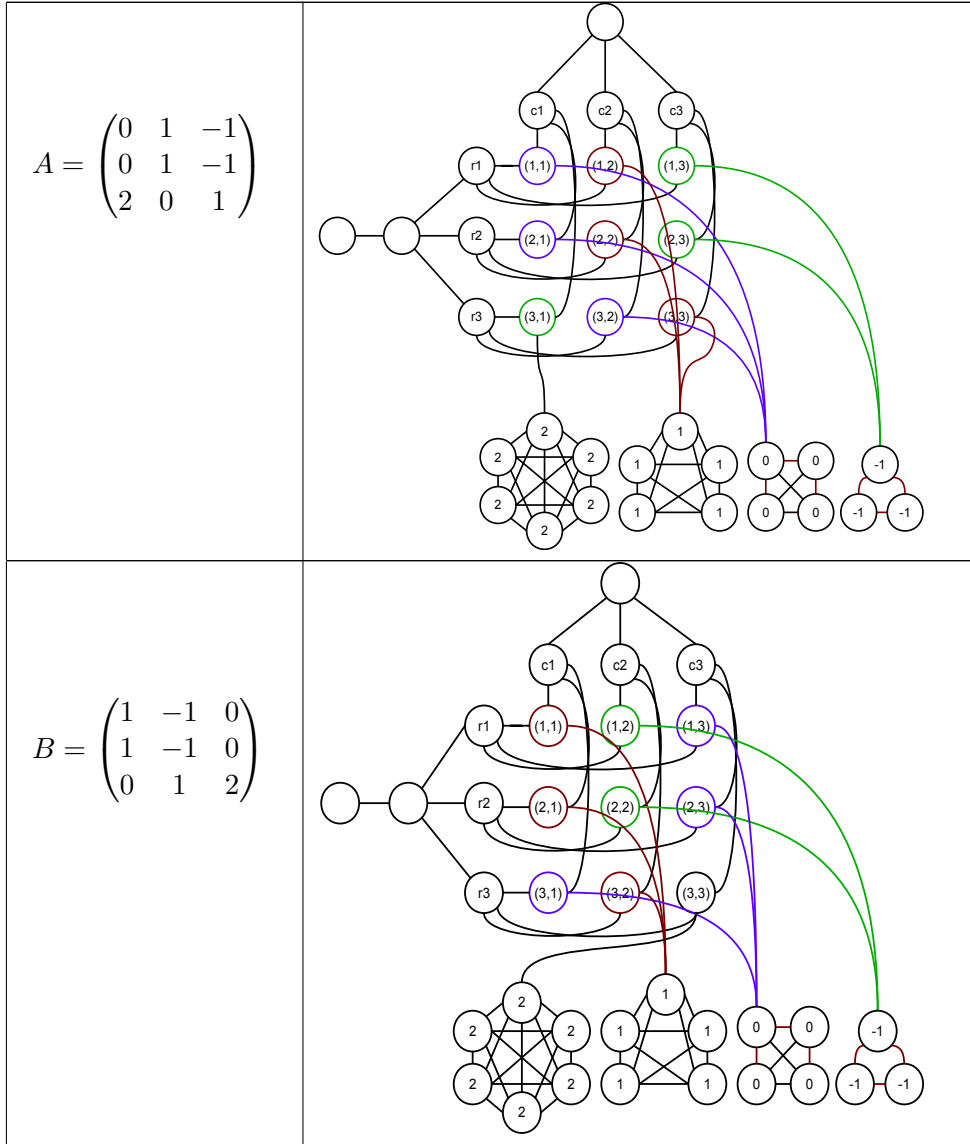 A = (0 1 −1
0 1 −1
2 0 1)
c1 c2 c3
r1 (1,1) (1,2) (1,3)
r2 (2,1) (2,2) (2,3)
r3 (3,1) (3,2) (3,3)
2 1
2 2 1 1 0 0 -1
2 2 1 1 0 0 -1 -1
2
B = (1 −1 0
1 −1 0
0 1 2)
c1 c2 c3
r1 (1,1) (1,2) (1,3)
r2 (2,1) (2,2) (2,3)
r3 (3,1) (3,2) (3,3)
2 1
2 2 1 1 0 0 -1
2 2 1 1 0 0 -1 -1
2